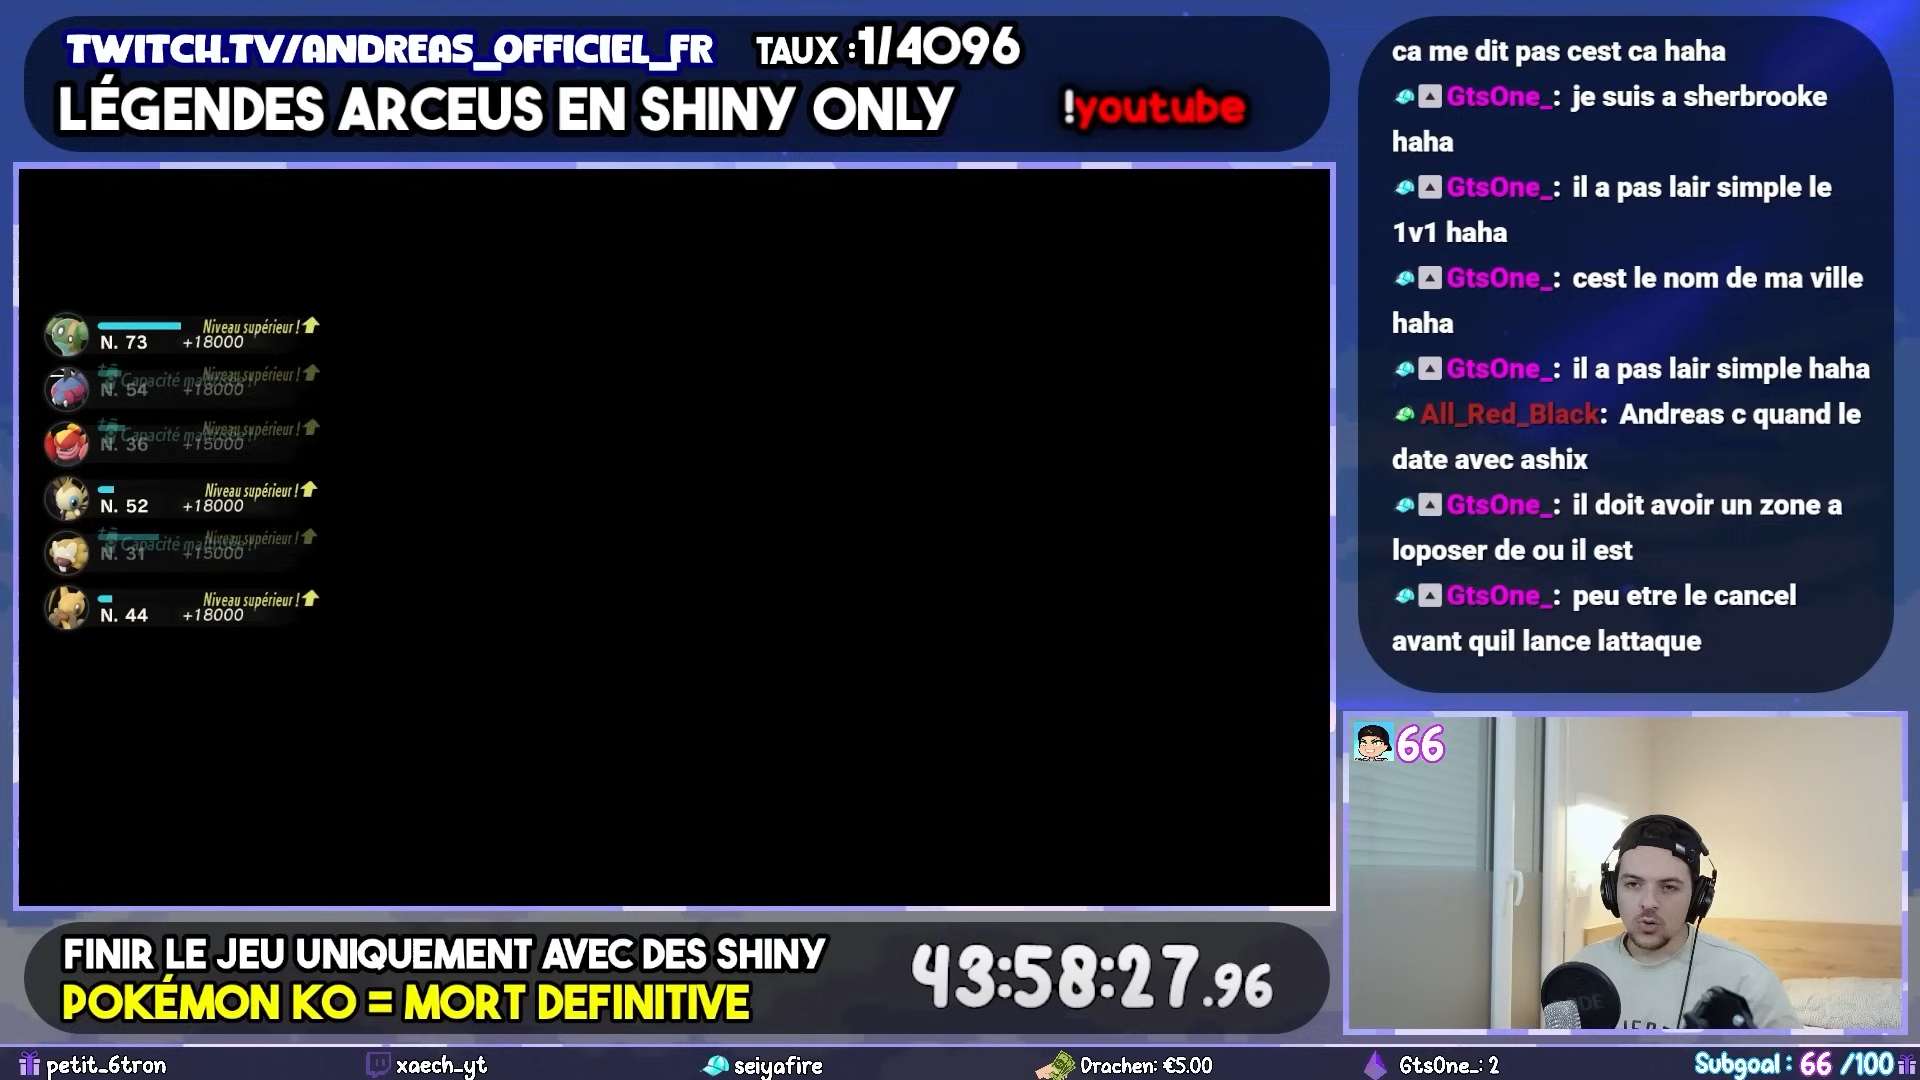 TWITCH.TV/ANDREAS_OFFICIEL_FR TAUX :1/4096
LÉGENDES ARCEUS EN SHINY ONLY !youtube
Niveau supérieur !
N. 73 +18000
Niveau supérieur !
N. 54 +18000
Niveau supérieur !
N. 36 +15000
Niveau supérieur !
N. 52 +18000
Niveau supérieur !
N. 31 +15000
Niveau supérieur !
N. 44 +18000
ca me dit pas cest ca haha
GtsOne_: je suis a sherbrooke
haha
GtsOne_: il a pas lair simple le
1v1 haha
GtsOne_: cest le nom de ma ville
haha
GtsOne_: il a pas lair simple haha
All_Red_Black: Andreas c quand le
date avec ashix
GtsOne_: il doit avoir un zone a
loposer de ou il est
GtsOne_: peu etre le cancel
avant quil lance lattaque
66
FINIR LE JEU UNIQUEMENT AVEC DES SHINY
POKÉMON KO = MORT DEFINITIVE
43:58:27.96
petit_6tron xaech_yt seiyafire Drachen: €5.00 GtsOne_: 2 Subgoal : 66 /100